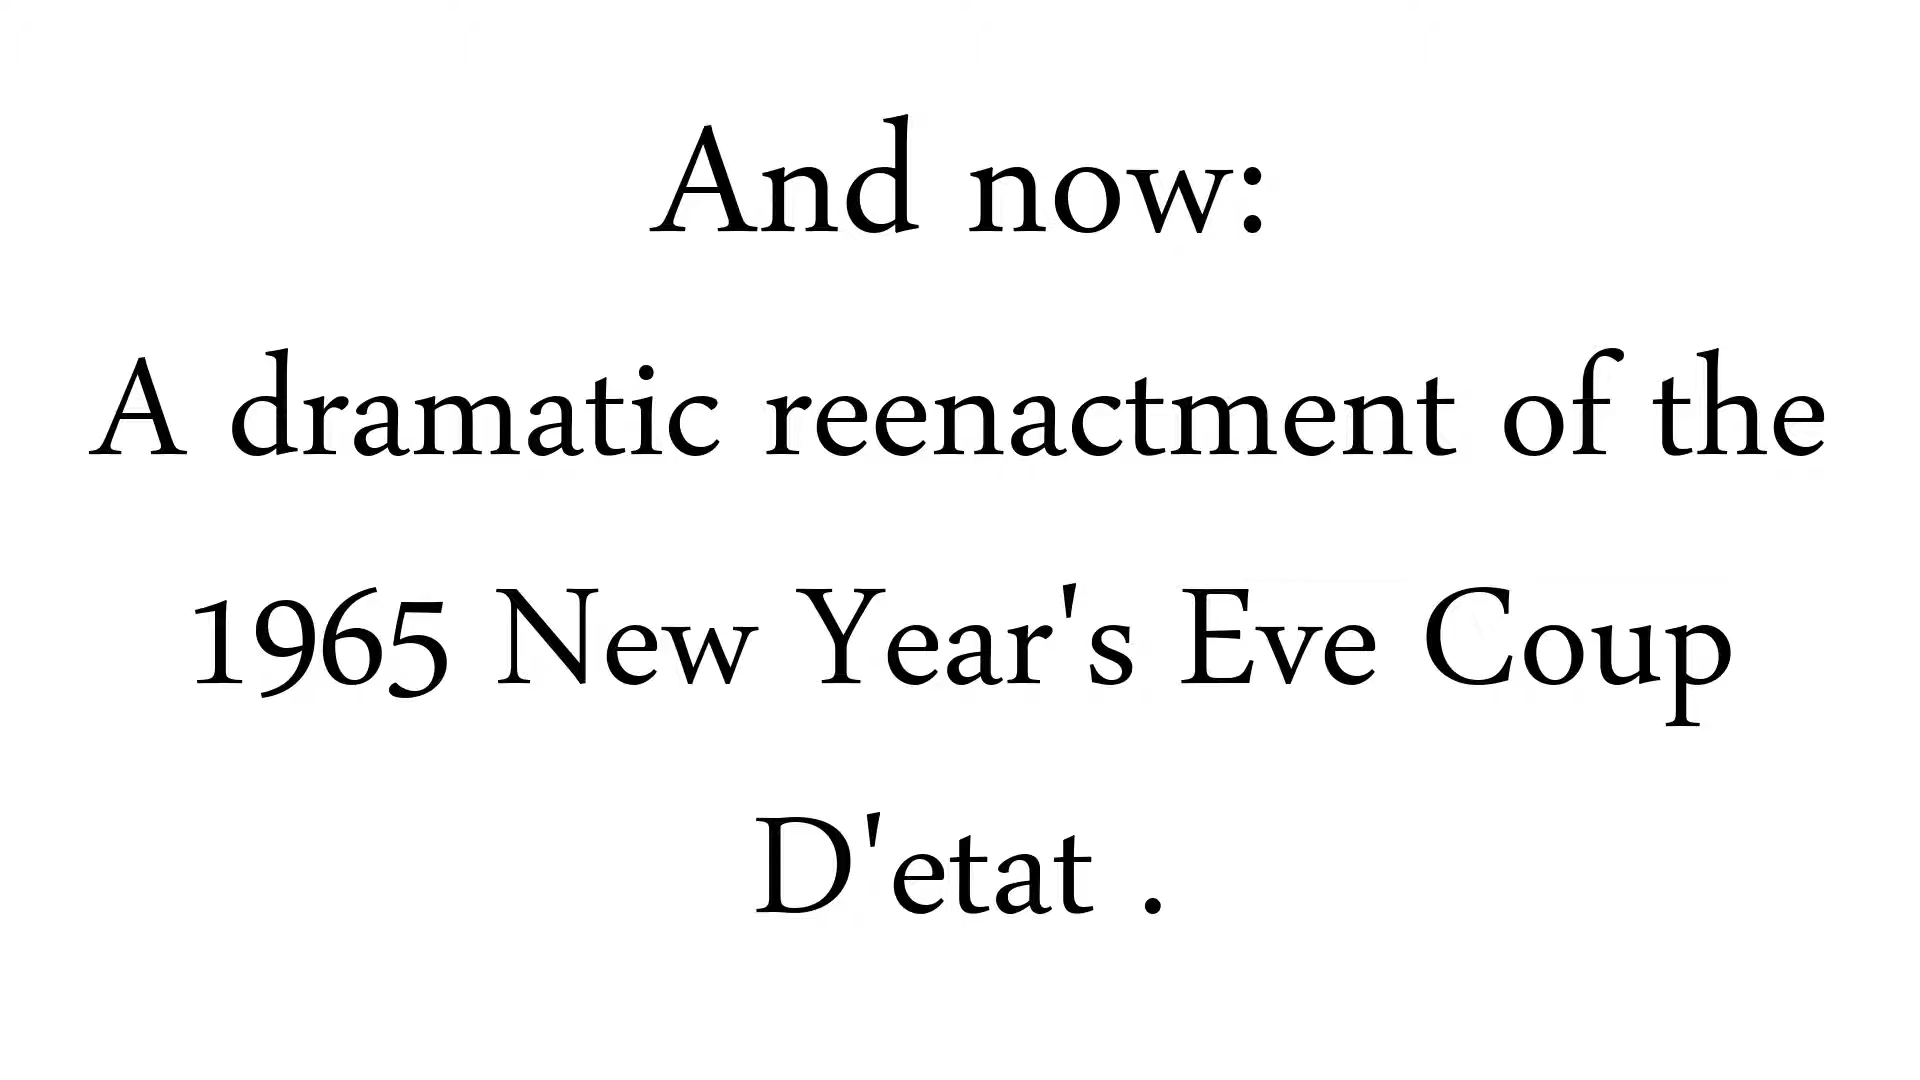 And now:
A dramatic reenactment of the
1965 New Year's Eve Coup
D'etat .